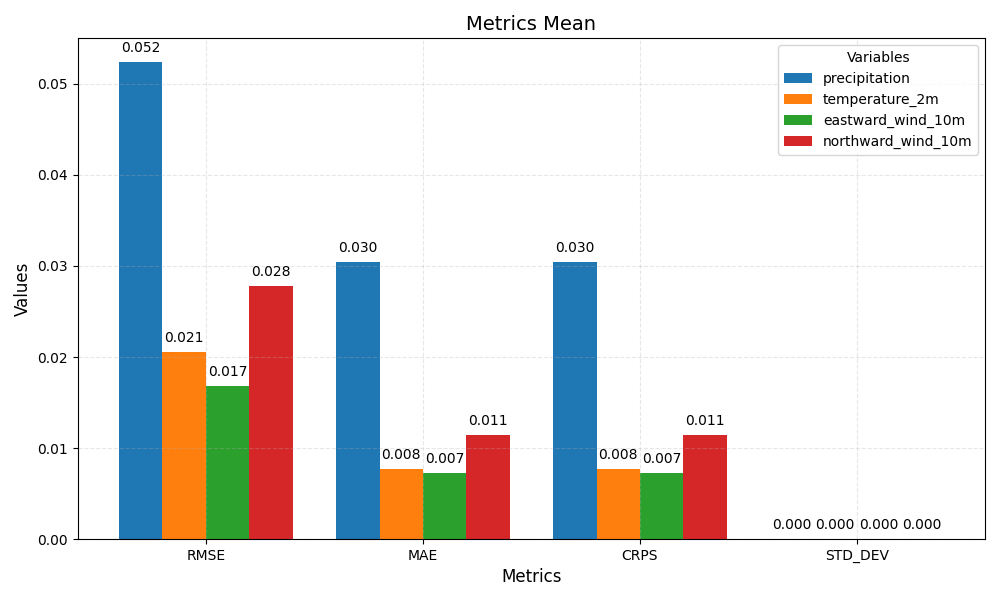 Metrics Mean
Values
0.05
0.04
0.03
0.02
0.01
0.00
0.052
0.021
0.017
0.028
0.030
0.008
0.007
0.011
0.030
0.008
0.007
0.011
0.000 0.000 0.000 0.000
Variables
precipitation
temperature_2m
eastward_wind_10m
northward_wind_10m
RMSE MAE CRPS STD_DEV
Metrics